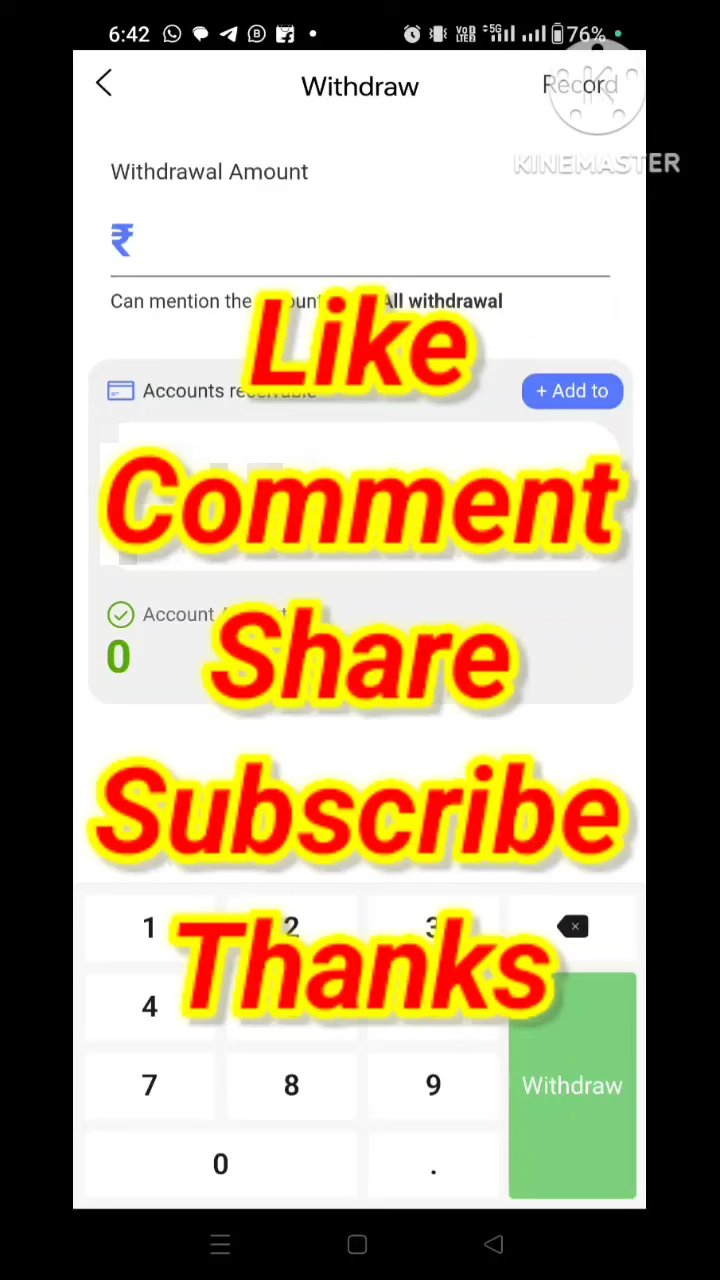 6:42 76%
Withdraw Record
KINEMASTER
Withdrawal Amount
₹
Can mention the All withdrawal
Like
Accounts receivable + Add to
Comment
Account
0
Share
Subscribe
1 2 3
Thanks
4
7 8 9 Withdraw
0 .